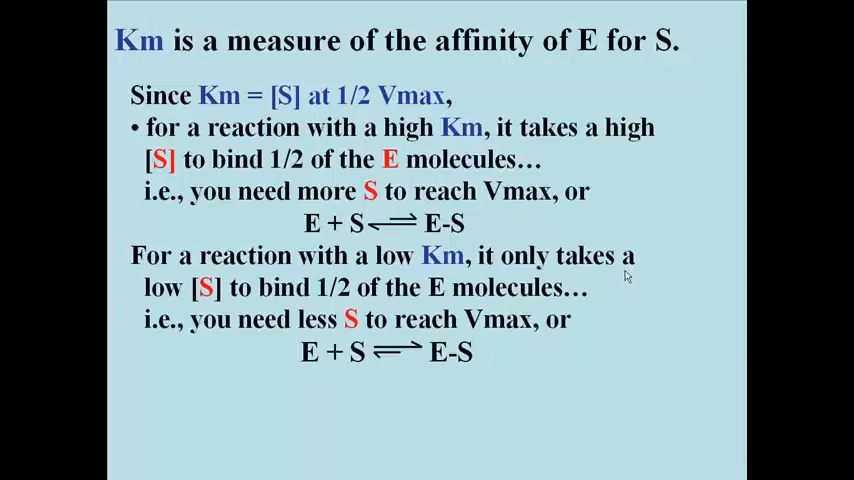 Km is a measure of the affinity of E for S.
Since Km = [S] at 1/2 Vmax,
• for a reaction with a high Km, it takes a high
[S] to bind 1/2 of the E molecules…
i.e., you need more S to reach Vmax, or
E + S ⇌ E-S
For a reaction with a low Km, it only takes a
low [S] to bind 1/2 of the E molecules…
i.e., you need less S to reach Vmax, or
E + S ⇌ E-S